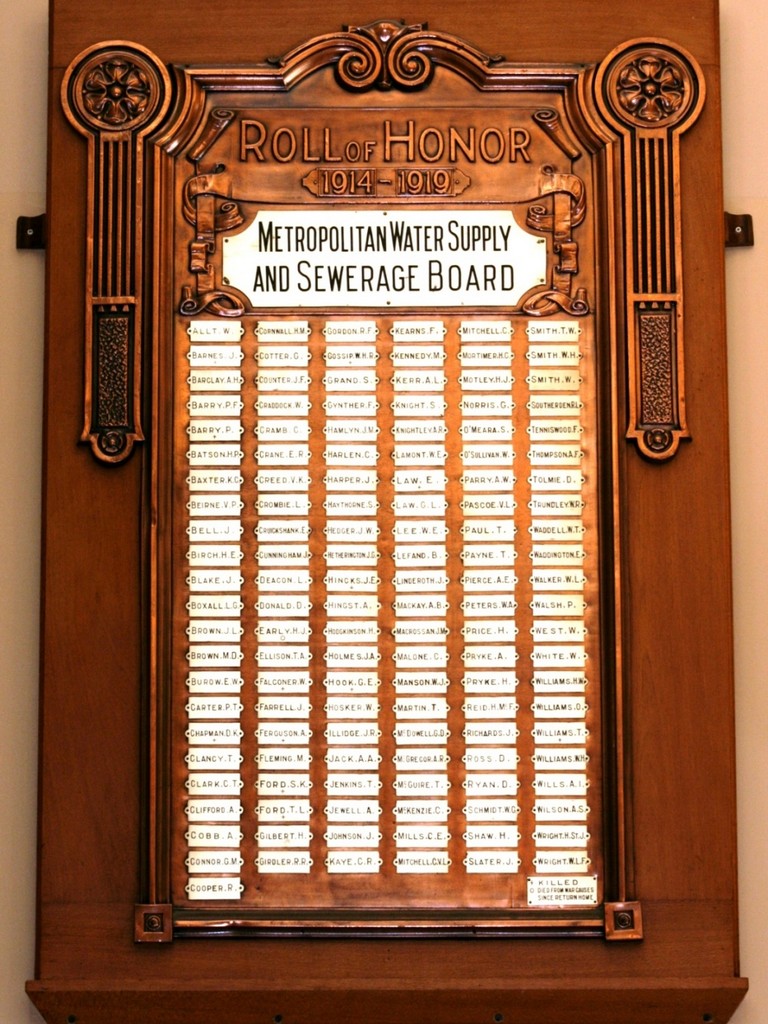 ROLL OF HONOR
1914-1919
METROPOLITAN WATER SUPPLY
AND SEWERAGE BOARD
ALLT. W.
BARNES. J.
BARCLAY. A.H.
BARRY. P.F.
BARRY. P.
BATSON. H.P.
BAXTER. K.C.
BEIRNE. V.P.
BELL. J.
BIRCH. H.E.
BLAKE. J.
BOXALL. L.G.
BROWN. J.L.
BROWN. M.D.
BUROW. E.W.
CARTER. P.T.
CHAPMAN. D.K.
CLANCY. T.
CLARK. C.T.
CLIFFORD. A.
COBB. A.
CONNOR. G.M.
COOPER. R.
CORNWALL. H.M.
COTTER. G.
COUNTER. J.F.
CRADDOCK. W.
CRAMB. C.
CRANE. E.R.
CREED. V.K.
CROMBIE. L.
CRUICKSHANK. E.
CUNNINGHAM. J.
DEACON. L.
DONALD. D.
EARLY. H.J.
ELLISON. T.A.
FALCONER. W.
FARRELL. J.
FERGUSON. A.
FLEMING. M.
FORD. S.K.
FORD. T.L.
GILBERT. H.
GIRDLER. R.R.
GORDON. R.F.
GOSSIP. W.H.R.
GRAND. S.
GYNTHER. F.
HAMLYN. J.M.
HARLEN. C.
HARPER. J.
HAYTHORNE. S.
HEDGER. J.W.
HETHERINGTON. J.G.
HINCKS. J.E.
HINGST. A.
HODGKINSON. H.
HOLMES. J.A.
HOOK. G.E.
HOSKER. W.
ILLIDGE. J.R.
JACK. A.A.
JENKINS. T.
JEWELL. A.
JOHNSON. J.
KAYE. C.R.
KEARNS. F.
KENNEDY. M.
KERR. A.L.
KNIGHT. S.
KNIGHTLEY. A.R.
LAMONT. W.E.
LAW. E.
LAW. G.L.
LEE. W.E.
LEFAND. B.
LINDEROTH. J.
MACKAY. A.B.
MACROSSAN. J.M.
MALONE. C.
MANSON. W.J.
MARTIN. T.
McDOWELL. G.D.
McGREGOR. A.R.
McGUIRE. T.
McKENZIE. C.
MILLS. C.E.
MITCHELL. C.V.L.
MITCHELL. C.
MORTIMER. H.C.
MOTLEY. H.J.
NORRIS. G.
O'MEARA. S.
O'SULLIVAN. W.
PARRY. A.W.
PASCOE. V.L.
PAUL. T.
PAYNE. T.
PIERCE. A.E.
PETERS. W.A.
PRICE. H.
PRYKE. A.
PRYKE. H.
REID. H.McF.
RICHARDS. J.
ROSS. D.
RYAN. D.
SCHMIDT. W.G.
SHAW. H.
SLATER. J.
SMITH. T.W.
SMITH. W.H.
SMITH. W.
SOUTHERDEN. R.L.
TENNISWOOD. F.
THOMPSON. A.F.
TOLMIE. D.
TRUNDLEY. W.R.
WADDELL. W.T.
WADDINGTON. E.
WALKER. W.L.
WALSH. P.
WEST. W.
WHITE. W.
WILLIAMS. H.N.
WILLIAMS. O.
WILLIAMS. T.
WILLIAMS. W.H.
WILLS. A.I.
WILSON. A.S.
WRIGHT. H.ST.J.
WRIGHT. W.L.F.
KILLED
O DIED FROM WAR CAUSES
SINCE RETURN HOME